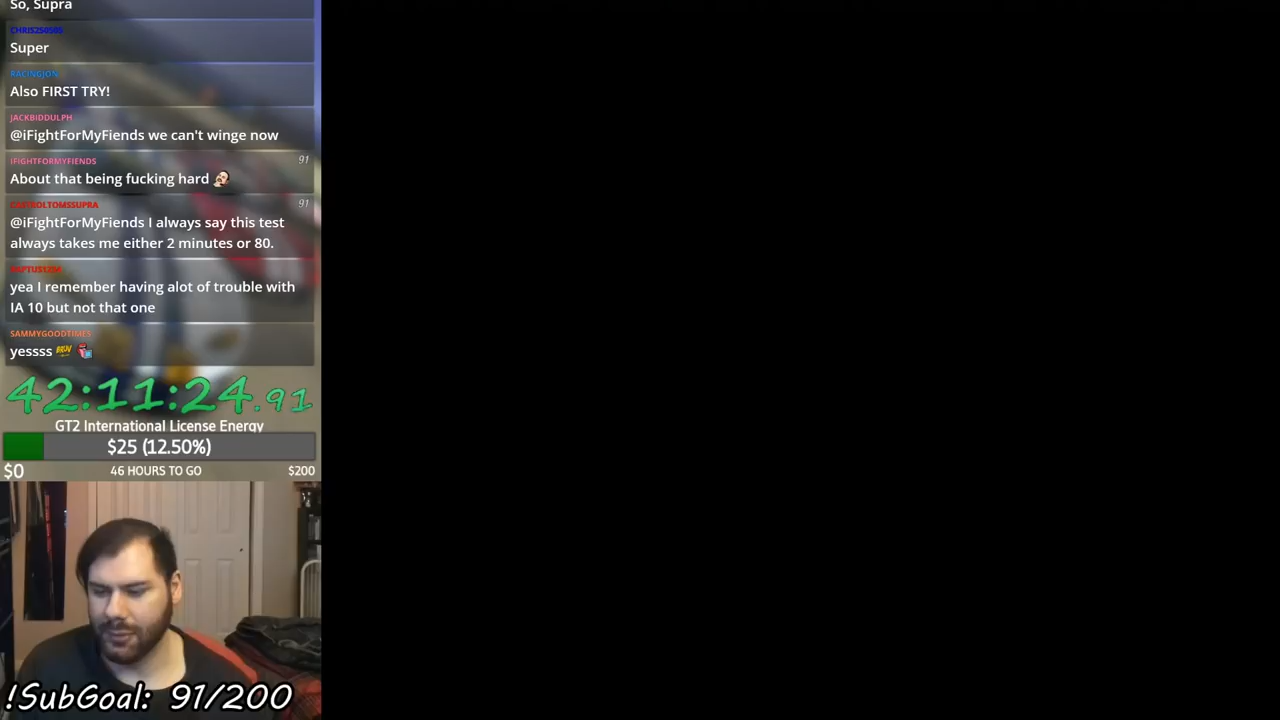 So, Supra
CHRIS250585
Super
RACINGJON
Also FIRST TRY!
JACKBIDDULPH
@iFightForMyFiends we can't winge now
IFIGHTFORMYFIENDS 91
About that being fucking hard
CASTROLTOMSSUPRA 91
@iFightForMyFiends I always say this test
always takes me either 2 minutes or 80.
yea I remember having alot of trouble with
IA 10 but not that one
SAMMYGOODTIMES
yessss
42:11:24.91
GT2 International License Energy
$25 (12.50%)
$0 46 HOURS TO GO $200
!SubGoal: 91/200